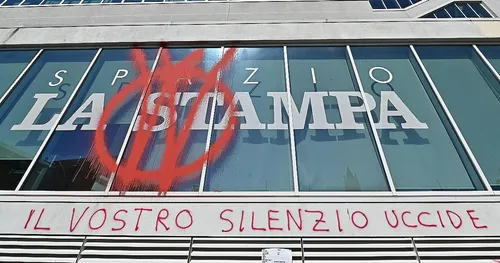 SPAZIO
LA STAMPA
IL VOSTRO SILENZIO UCCIDE